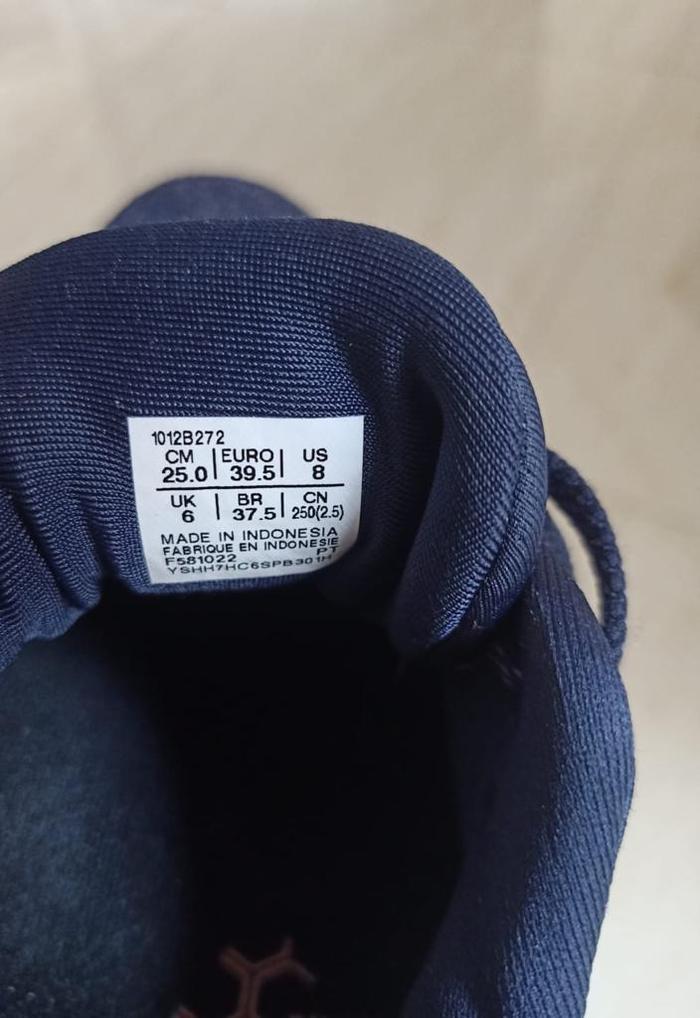 1012B272
CM | EURO | US
25.0 | 39.5 | 8
UK | BR | CN
6 | 37.5 | 250(2.5)
MADE IN INDONESIA
FABRIQUE EN INDONESIE
F581022 PT
YSHH7HC6SPB301H